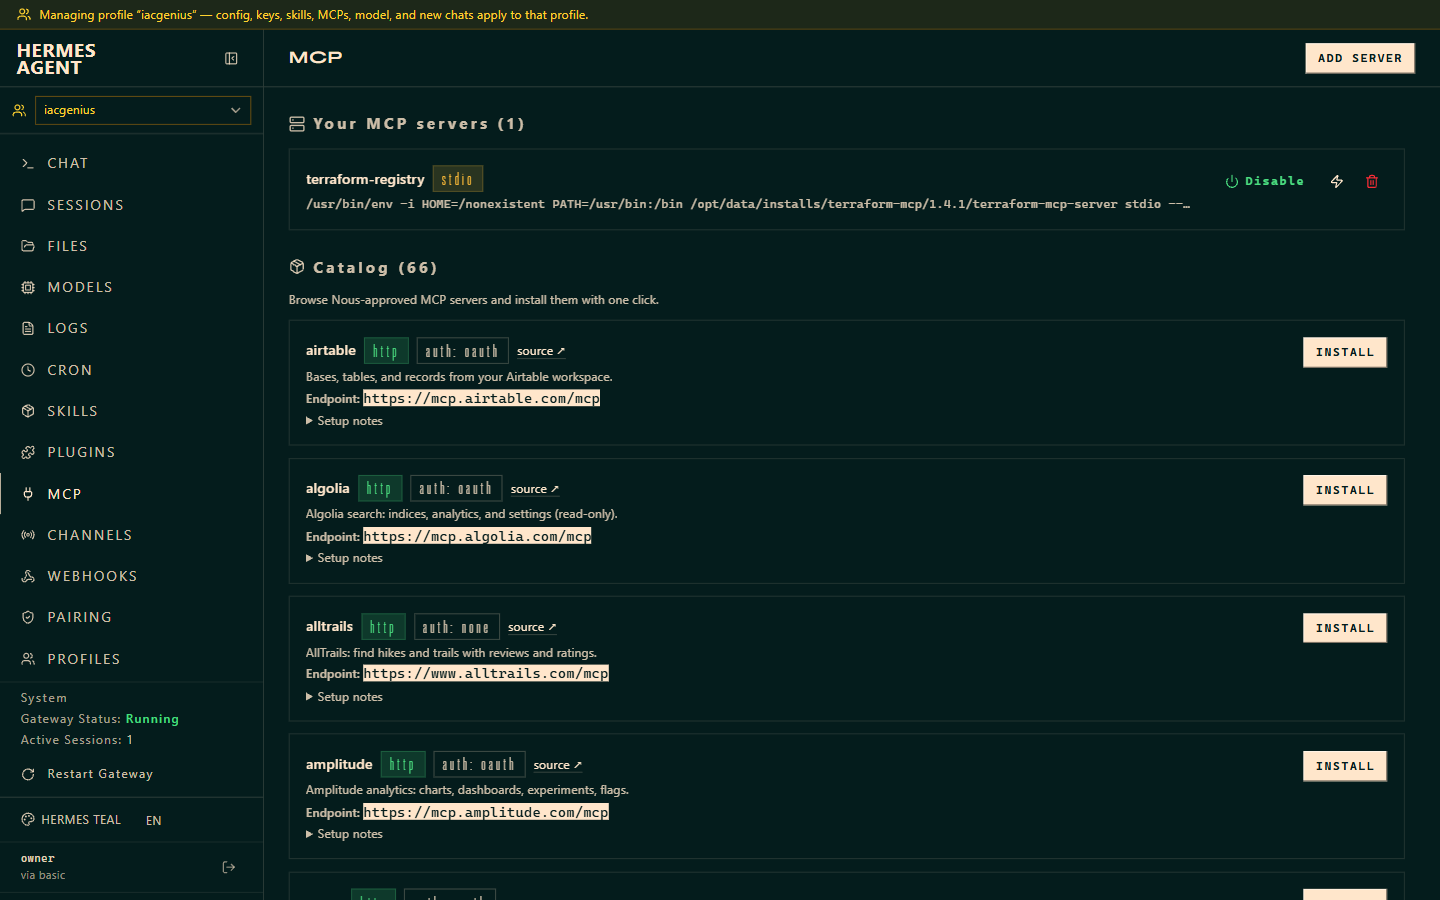 Managing profile “iacgenius” — config, keys, skills, MCPs, model, and new chats apply to that profile.
HERMES
AGENT
iacgenius
CHAT
SESSIONS
FILES
MODELS
LOGS
CRON
SKILLS
PLUGINS
MCP
CHANNELS
WEBHOOKS
PAIRING
PROFILES
System
Gateway Status: Running
Active Sessions: 1
Restart Gateway
HERMES TEAL EN
owner
via basic
MCP
ADD SERVER
Your MCP servers (1)
terraform-registry stdio
Disable
/usr/bin/env -i HOME=/nonexistent PATH=/usr/bin:/bin /opt/data/installs/terraform-mcp/1.4.1/terraform-mcp-server stdio --…
Catalog (66)
Browse Nous-approved MCP servers and install them with one click.
airtable http auth: oauth source ↗
INSTALL
Bases, tables, and records from your Airtable workspace.
Endpoint: https://mcp.airtable.com/mcp
▶ Setup notes
algolia http auth: oauth source ↗
INSTALL
Algolia search: indices, analytics, and settings (read-only).
Endpoint: https://mcp.algolia.com/mcp
▶ Setup notes
alltrails http auth: none source ↗
INSTALL
AllTrails: find hikes and trails with reviews and ratings.
Endpoint: https://www.alltrails.com/mcp
▶ Setup notes
amplitude http auth: oauth source ↗
INSTALL
Amplitude analytics: charts, dashboards, experiments, flags.
Endpoint: https://mcp.amplitude.com/mcp
▶ Setup notes